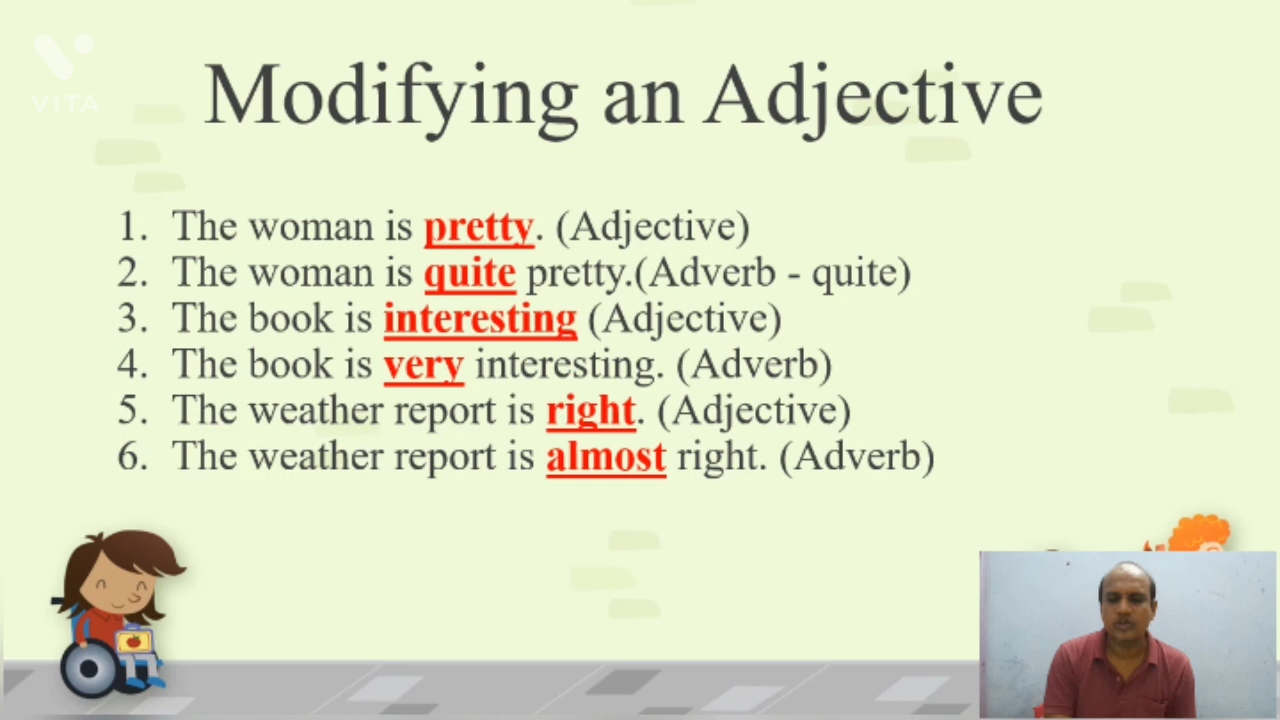 VITA
Modifying an Adjective
1. The woman is pretty. (Adjective)
2. The woman is quite pretty.(Adverb - quite)
3. The book is interesting (Adjective)
4. The book is very interesting. (Adverb)
5. The weather report is right. (Adjective)
6. The weather report is almost right. (Adverb)